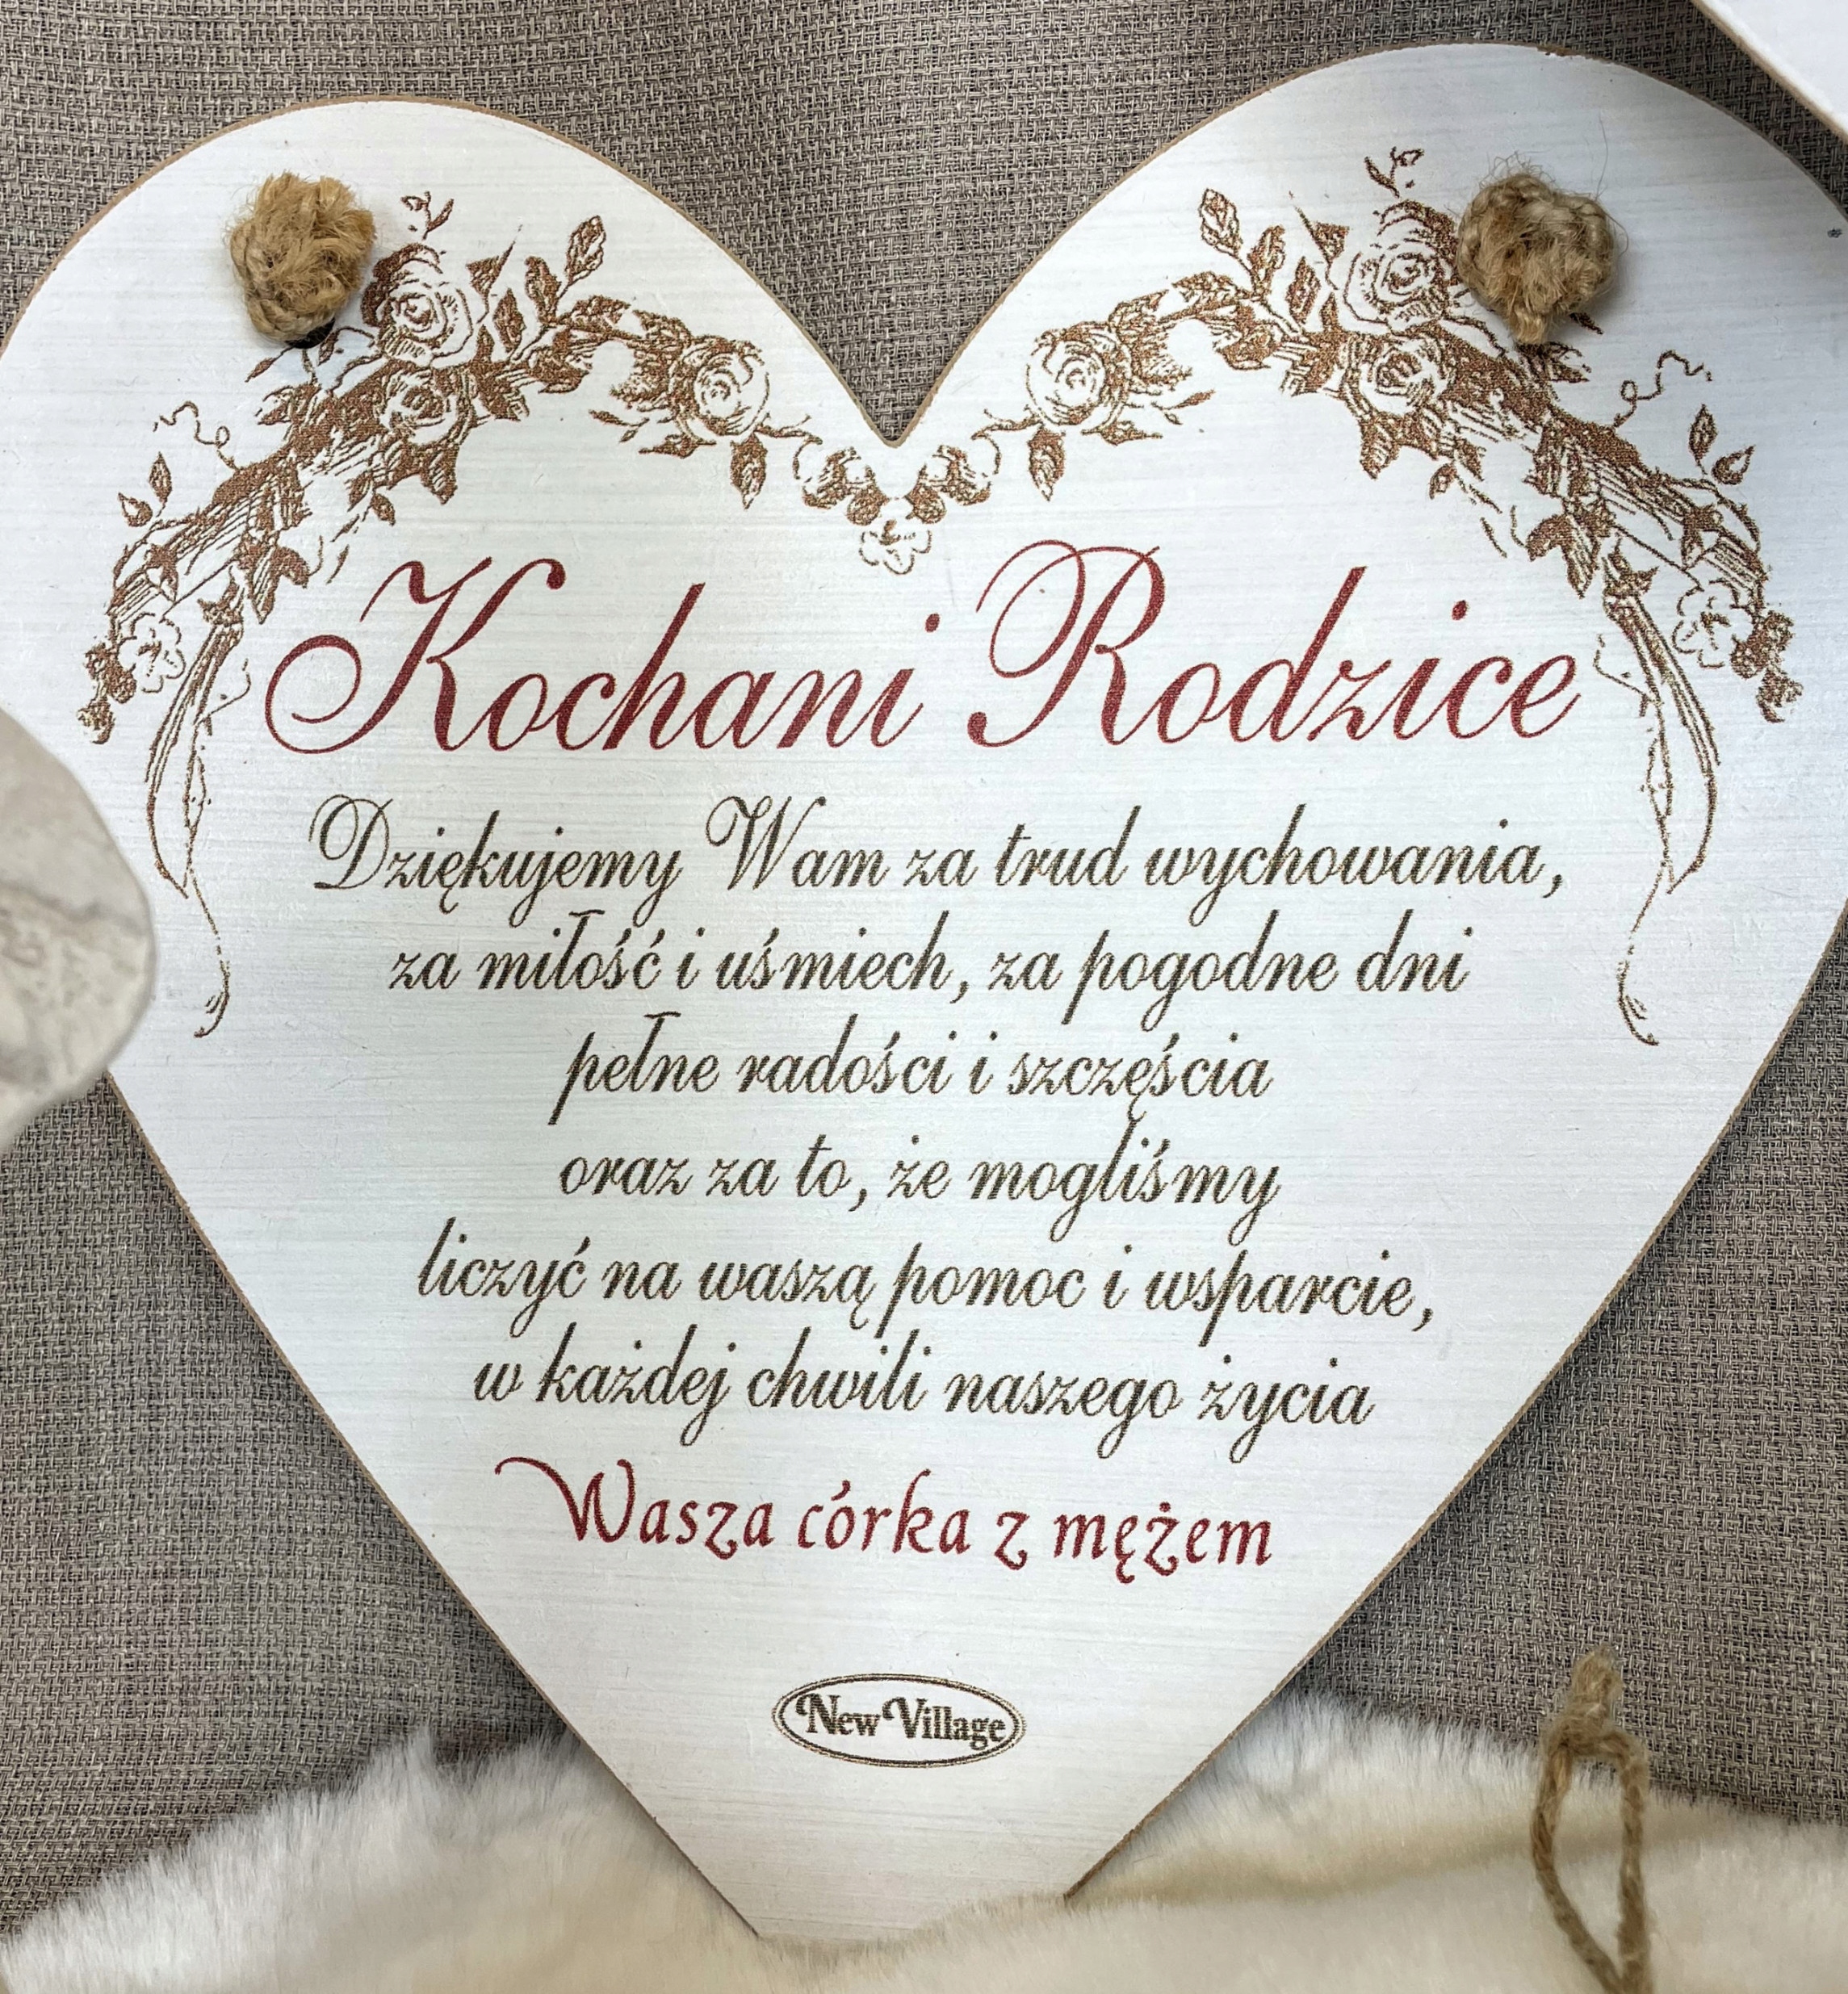 Kochani Rodzice
Dziękujemy Wam za trud wychowania,
za miłość i uśmiech, za pogodne dni
pełne radości i szczęścia
oraz za to, że mogliśmy
liczyć na waszą pomoc i wsparcie,
w każdej chwili naszego życia
Wasza córka z mężem
New Village